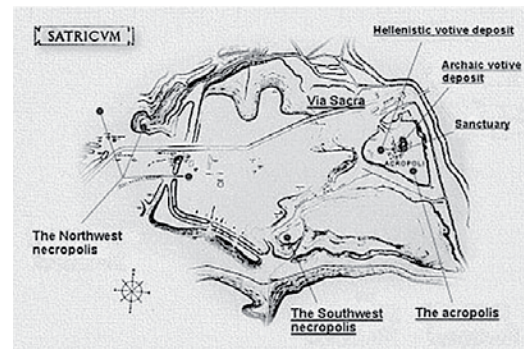 SATRICVM
Hellenistic votive deposit
Archaic votive
deposit
Via Sacra
Sanctuary
ACROPOLI
The Northwest
necropolis
The Southwest
necropolis
The acropolis